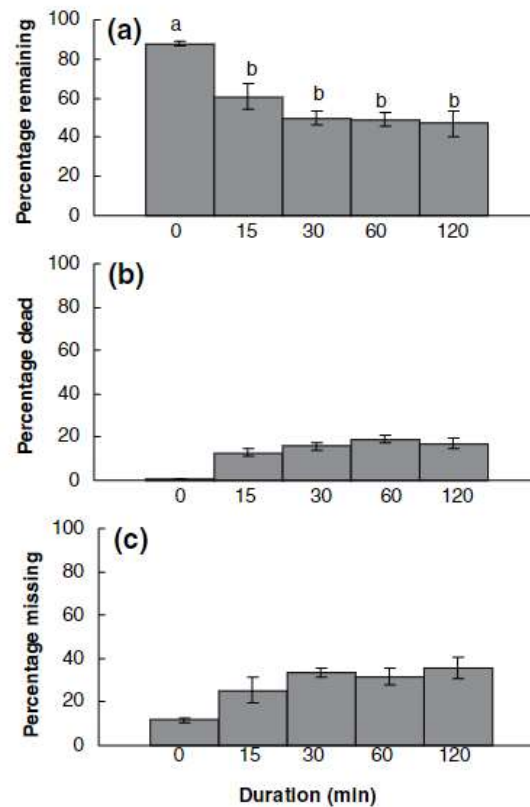 (a)
a
b
b
b
b
100
80
60
40
20
0
Percentage remaining
0 15 30 60 120
(b)
100
80
60
40
20
0
Percentage dead
0 15 30 60 120
(c)
100
80
60
40
20
0
Percentage missing
0 15 30 60 120
Duration (min)